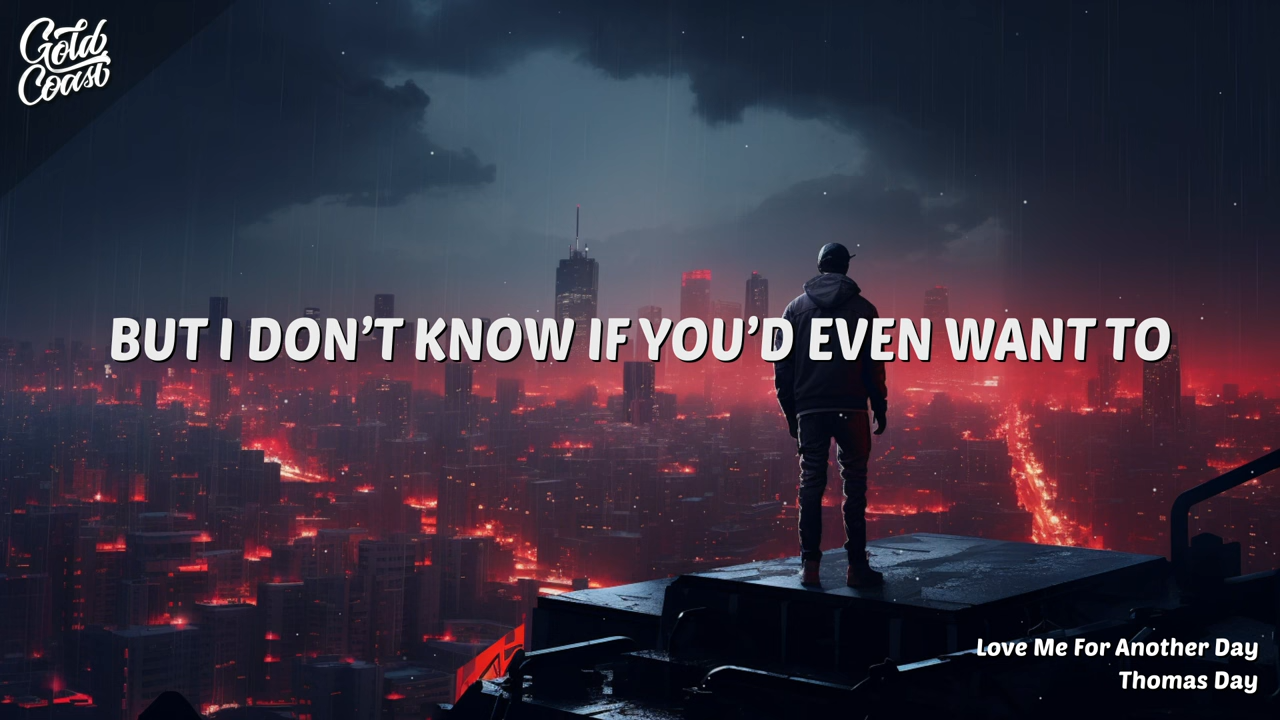 Gold
Coast
BUT I DON'T KNOW IF YOU'D EVEN WANT TO
Love Me For Another Day
Thomas Day